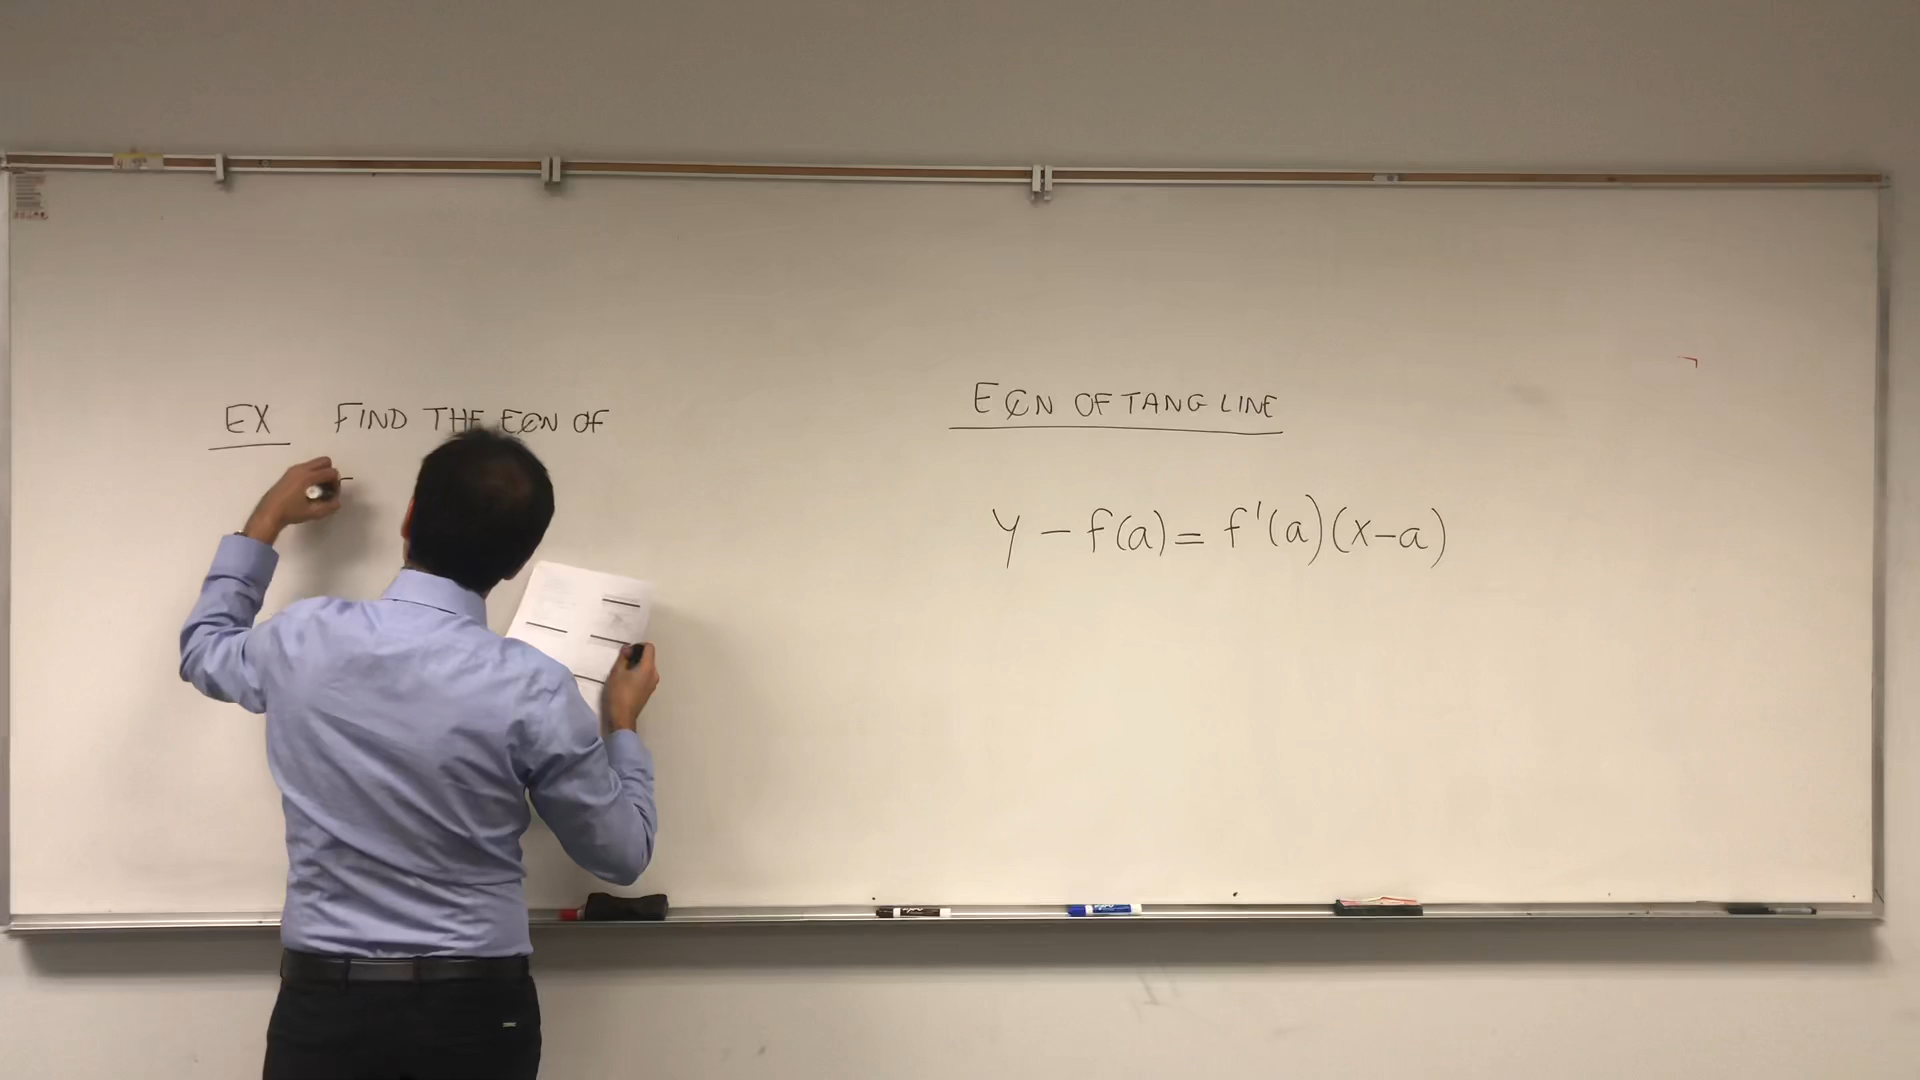 EX FIND THE EQN OF
EQN OF TANG LINE
y - f(a) = f'(a)(x-a)